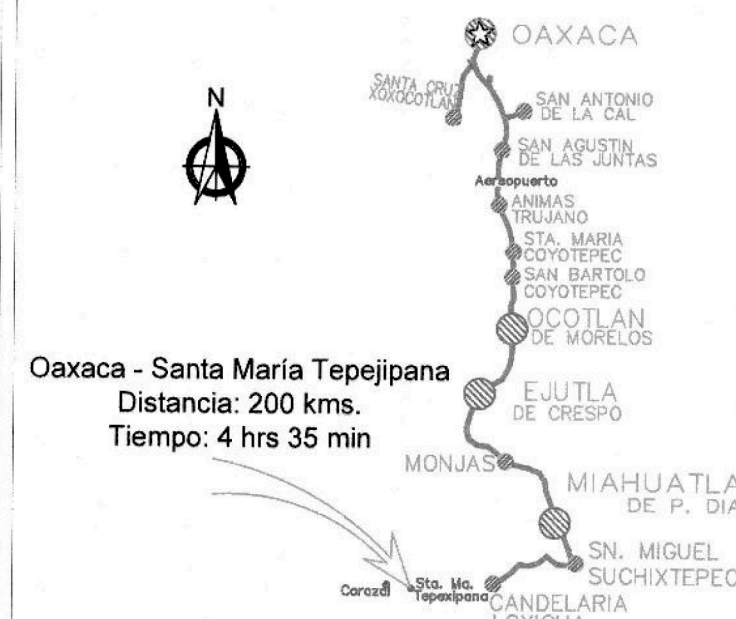 OAXACA
N
SANTA CRUZ
XOXOCOTLAN
SAN ANTONIO
DE LA CAL
SAN AGUSTIN
DE LAS JUNTAS
Aeropuerto
ANIMAS
TRUJANO
STA. MARIA
COYOTEPEC
SAN BARTOLO
COYOTEPEC
OCOTLAN
DE MORELOS
Oaxaca - Santa María Tepejipana
Distancia: 200 kms.
Tiempo: 4 hrs 35 min
EJUTLA
DE CRESPO
MONJAS
MIAHUATLA
DE P. DIA
SN. MIGUEL
SUCHIXTEPEC
Corozal
Sta. Ma.
Tepexipana
CANDELARIA
LOXICHA